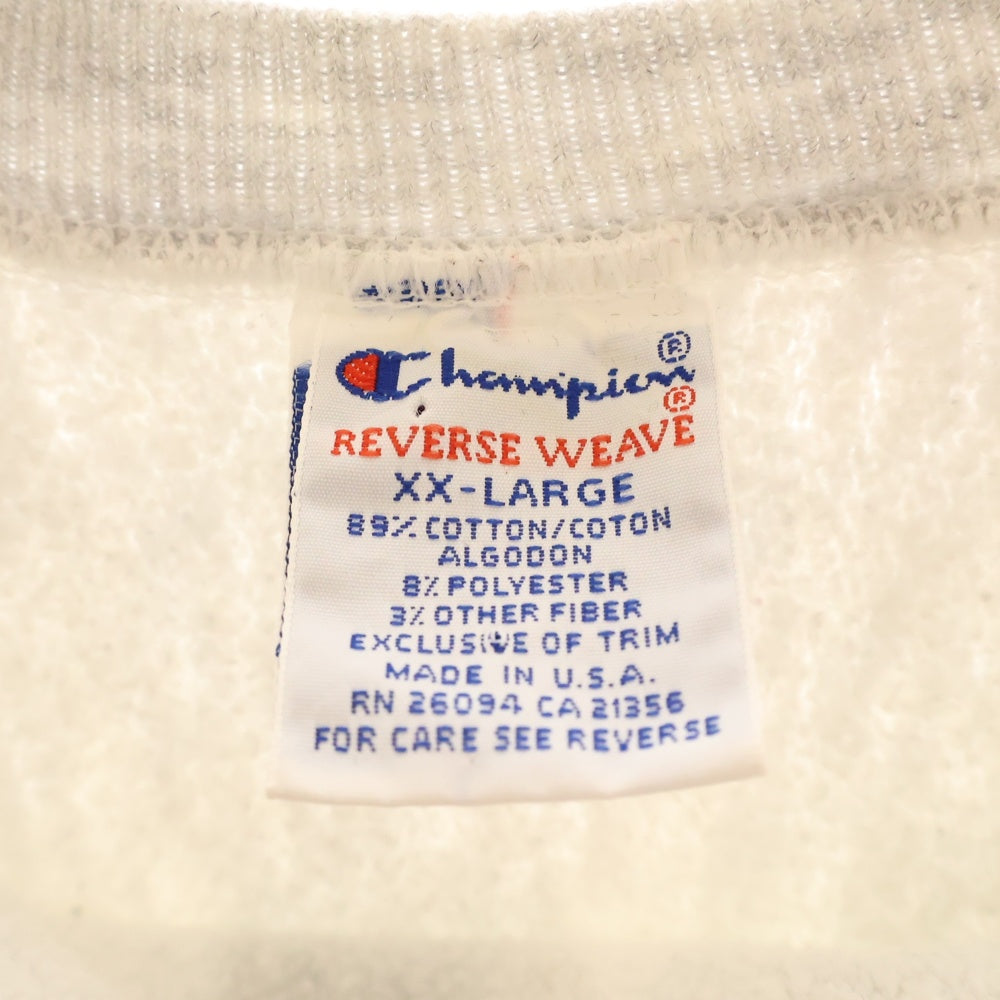 Champion®
REVERSE WEAVE®
XX-LARGE
89% COTTON/COTON
ALGODON
8% POLYESTER
3% OTHER FIBER
EXCLUSIVE OF TRIM
MADE IN U.S.A.
RN 26094 CA 21356
FOR CARE SEE REVERSE